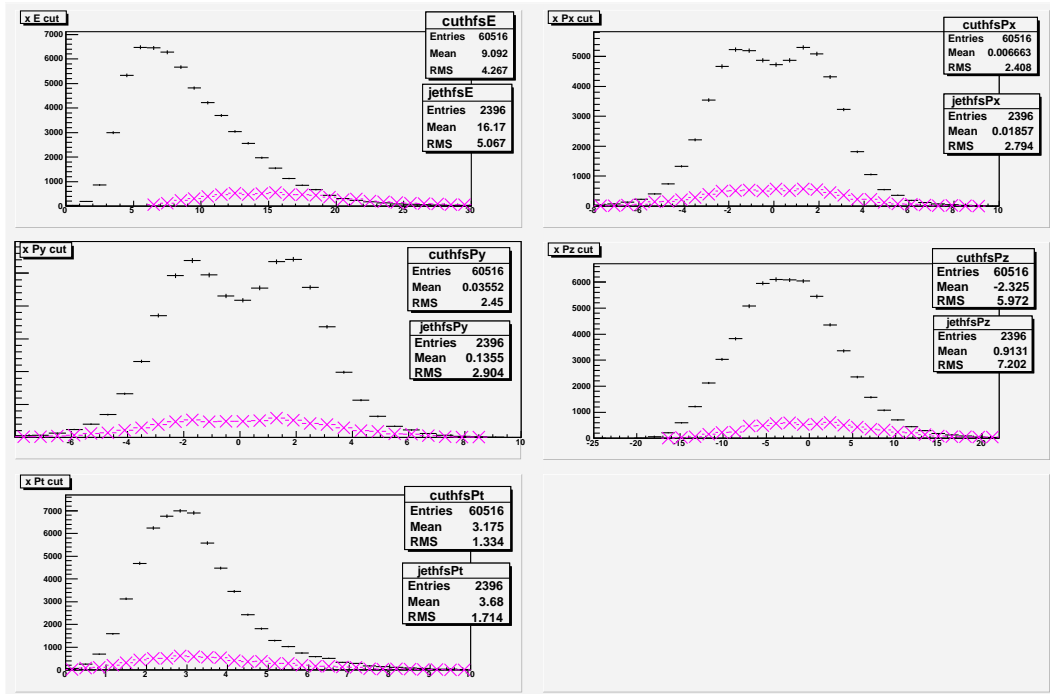 x E cut
cuthfsE
Entries 60516
Mean 9.092
RMS 4.267
jethfsE
Entries 2396
Mean 16.17
RMS 5.067
7000
6000
5000
4000
3000
2000
1000
0
0 5 10 15 20 25 30
x Px cut
cuthfsPx
Entries 60516
Mean 0.006663
RMS 2.408
jethfsPx
Entries 2396
Mean 0.01857
RMS 2.794
5000
4000
3000
2000
1000
0
-8 -6 -4 -2 0 2 4 6 8 10
x Py cut
cuthfsPy
Entries 60516
Mean 0.03552
RMS 2.45
jethfsPy
Entries 2396
Mean 0.1355
RMS 2.904
-6 -4 -2 0 2 4 6 8 10
x Pz cut
cuthfsPz
Entries 60516
Mean -2.325
RMS 5.972
jethfsPz
Entries 2396
Mean 0.9131
RMS 7.202
6000
5000
4000
3000
2000
1000
0
-25 -20 -15 -10 -5 0 5 10 15 20
x Pt cut
cuthfsPt
Entries 60516
Mean 3.175
RMS 1.334
jethfsPt
Entries 2396
Mean 3.68
RMS 1.714
7000
6000
5000
4000
3000
2000
1000
0
0 1 2 3 4 5 6 7 8 9 10